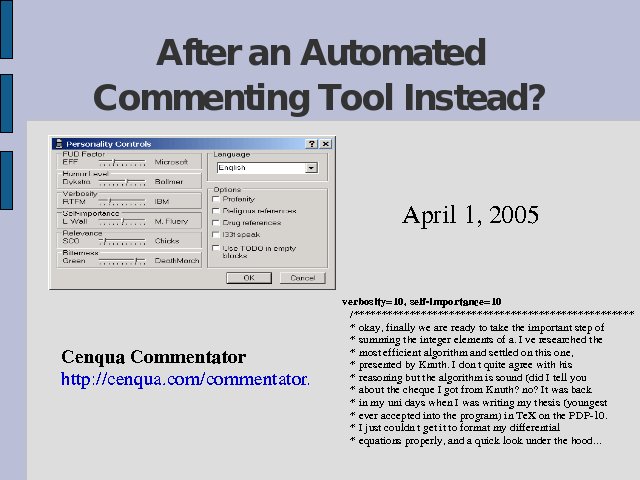 After an Automated
Commenting Tool Instead?
Personality Controls
FUD Factor
EFF Microsoft
Humor Level
Dykstra Ballmer
Verbosity
RTFM IBM
Self-Importance
L. Wall M. Fluery
Relevance
SCO Chicks
Bitterness
Green DeathMarch
Language
English
Options
Profanity
Religious references
Drug references
l33t speak
Use TODO in empty
blocks
OK Cancel
April 1, 2005
verbosity=10, self-importance=10
/************************************************
* okay, finally we are ready to take the important step of
* summing the integer elements of a. I ve researched the
* most efficient algorithm and settled on this one,
* presented by Knuth. I don t quite agree with his
* reasoning but the algorithm is sound (did I tell you
* about the cheque I got from Knuth? no? It was back
* in my uni days when I was writing my thesis (youngest
* ever accepted into the program) in TeX on the PDP-10.
* I just couldn t get it to format my differential
* equations properly, and a quick look under the hood...
Cenqua Commentator
http://cenqua.com/commentator.